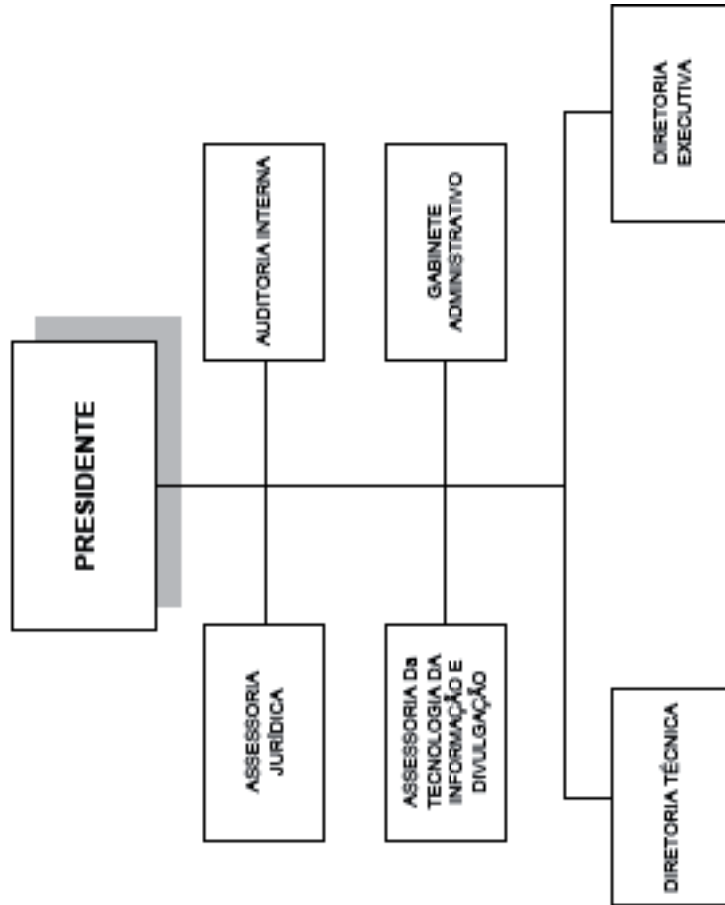 PRESIDENTE
ASSESSORIA
JURÍDICA
AUDITORIA INTERNA
ASSESSORIA Da
TECNOLOGIA DA
INFORMAÇÃO E
DIVULGAÇÃO
GABINETE
ADMINISTRATIVO
DIRETORIA TÉCNICA
DIRETORIA
EXECUTIVA